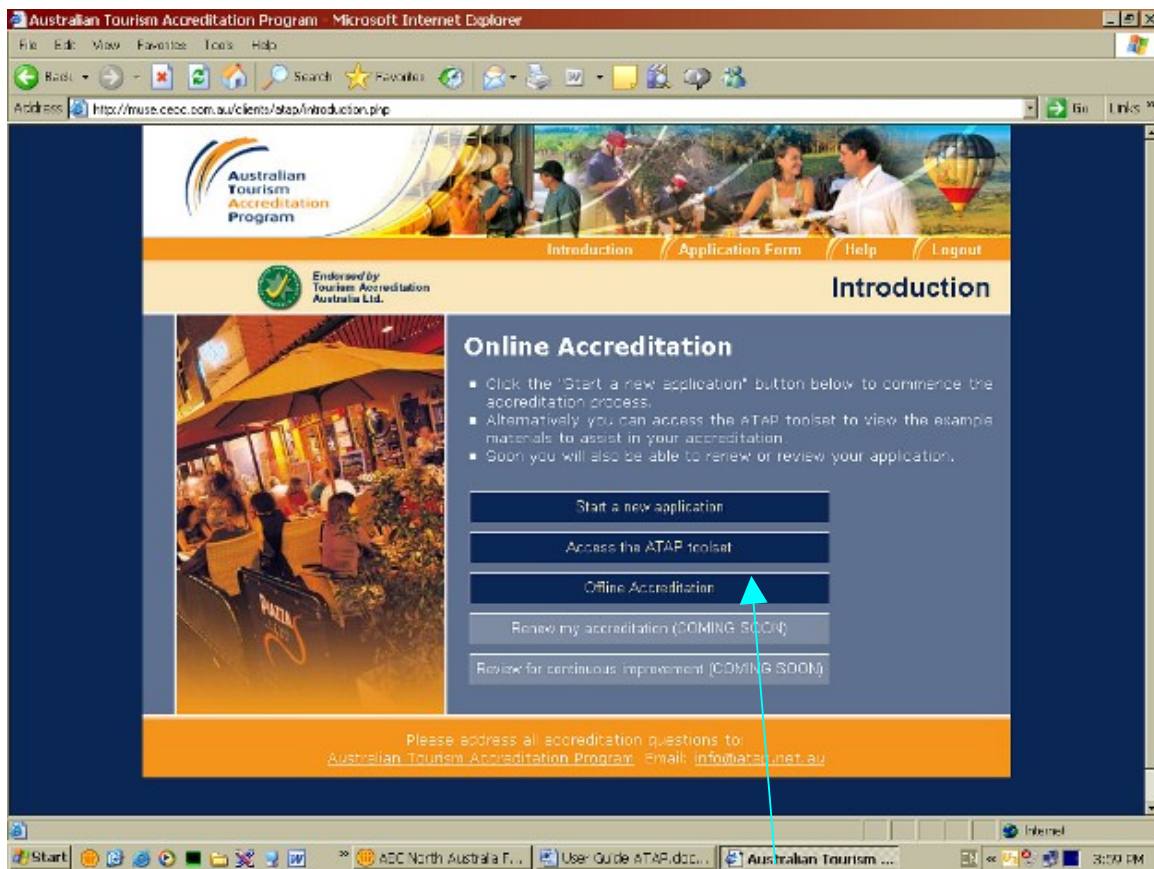 Australian Tourism Accreditation Program - Microsoft Internet Explorer
File Edit View Favorites Tools Help
Back Search Favorites
Address http://muse.cecc.com.au/clients/atap/introduction.php Go Links »
Australian
Tourism
Accreditation
Program
Introduction Application Form Help Logout
Endorsed by
Tourism Accreditation
Australia Ltd.
Introduction
Online Accreditation
Click the "Start a new application" button below to commence the
accreditation process.
Alternatively you can access the ATAP toolset to view the example
materials to assist in your accreditation.
Soon you will also be able to renew or review your application.
Start a new application
Access the ATAP toolset
Offline Accreditation
Renew my accreditation (COMING SOON)
Review for continuous improvement (COMING SOON)
PIAZZA
Please address all accreditation questions to:
Australian Tourism Accreditation Program Email: info@atap.net.au
Internet
Start » ABC North Australia F... User Guide ATAP.doc... Australian Tourism ... EN « 3:59 PM